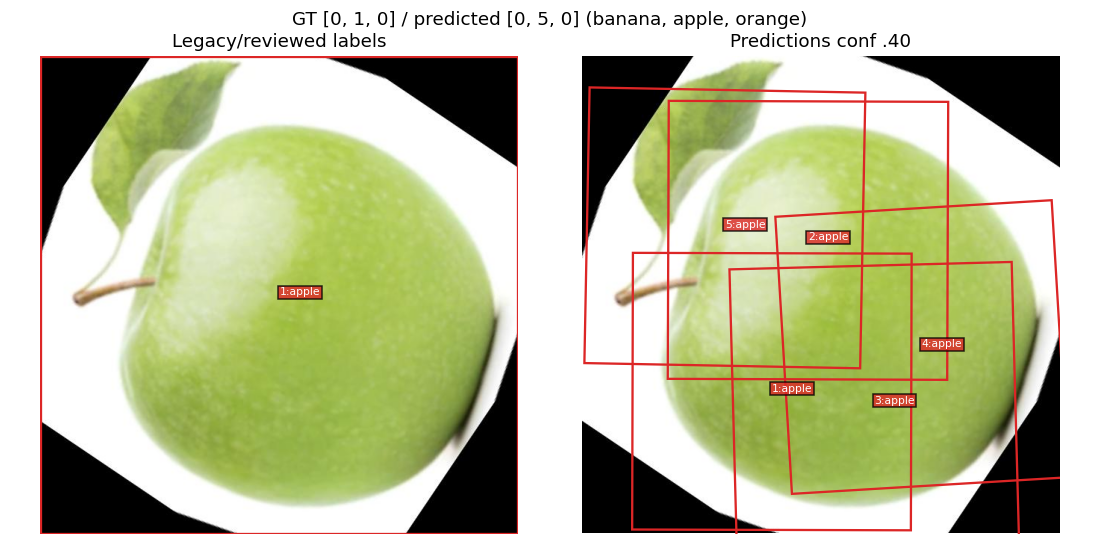 GT [0, 1, 0] / predicted [0, 5, 0] (banana, apple, orange)
Legacy/reviewed labels
Predictions conf .40
1:apple
5:apple
2:apple
4:apple
1:apple
3:apple